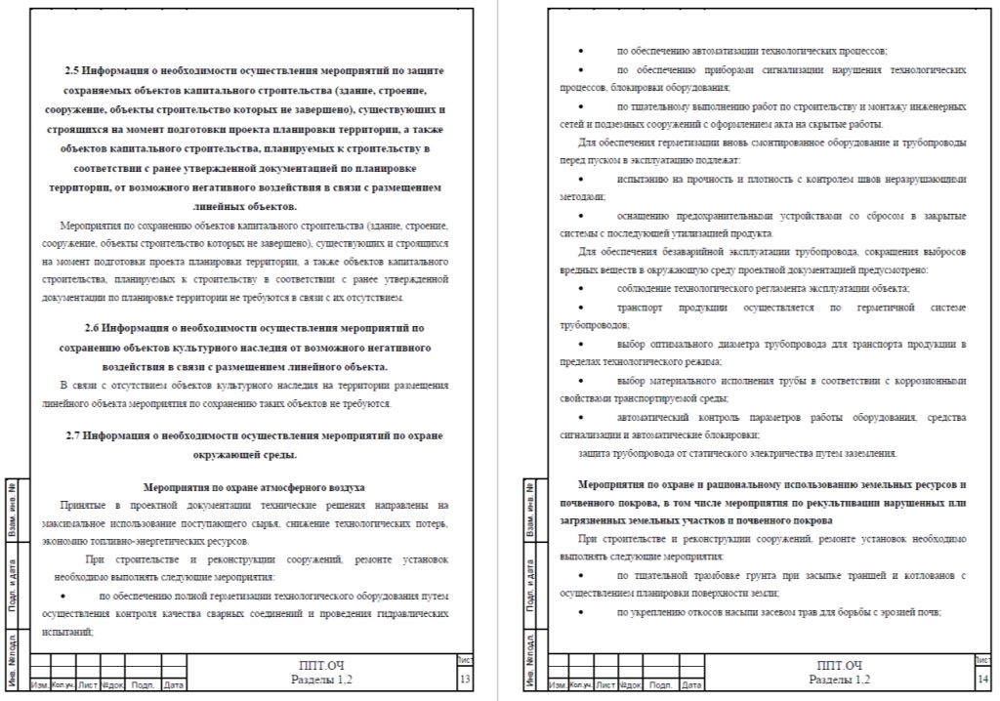 2.5 Информация о необходимости осуществления мероприятий по защите
сохраняемых объектов капитального строительства (здание, строение,
сооружение, объекты строительство которых не завершено), существующих и
строящихся на момент подготовки проекта планировки территории, а также
объектов капитального строительства, планируемых к строительству в
соответствии с ранее утвержденной документацией по планировке
территории, от возможного негативного воздействия в связи с размещением
линейных объектов.
Мероприятия по сохранению объектов капитального строительства (здание, строение,
сооружение, объекты строительство которых не завершено), существующих и строящихся
на момент подготовки проекта планировки территории, а также объектов капитального
строительства, планируемых к строительству в соответствии с ранее утвержденной
документации по планировке территории не требуются в связи с их отсутствием.
2.6 Информация о необходимости осуществления мероприятий по
сохранению объектов культурного наследия от возможного негативного
воздействия в связи с размещением линейного объекта.
В связи с отсутствием объектов культурного наследия на территории размещения
линейного объекта мероприятия по сохранению таких объектов не требуются.
2.7 Информация о необходимости осуществления мероприятий по охране
окружающей среды.
Мероприятия по охране атмосферного воздуха
Принятые в проектной документации технические решения направлены на
максимальное использование поступающего сырья, снижение технологических потерь,
экономию топливно-энергетических ресурсов.
При строительстве и реконструкции сооружений, ремонте установок
необходимо выполнять следующие мероприятия:
• по обеспечению полной герметизации технологического оборудования путем
осуществления контроля качества сварных соединений и проведения гидравлических
испытаний;
Взам. инв. №
Подп. и дата
Инв. №подл.
Изм. Кол.уч. Лист №док. Подп. Дата
ППТ.ОЧ
Разделы 1,2
Лист
13
• по обеспечению автоматизации технологических процессов;
• по обеспечению приборами сигнализации нарушения технологических
процессов, блокировки оборудования;
• по тщательному выполнению работ по строительству и монтажу инженерных
сетей и подземных сооружений с оформлением акта на скрытые работы.
Для обеспечения герметизации вновь смонтированное оборудование и трубопроводы
перед пуском в эксплуатацию подлежат:
• испытанию на прочность и плотность с контролем швов неразрушающими
методами;
• оснащению предохранительными устройствами со сбросом в закрытые
системы с последующей утилизацией продукта.
Для обеспечения безаварийной эксплуатации трубопровода, сокращения выбросов
вредных веществ в окружающую среду проектной документацией предусмотрено:
• соблюдение технологического регламента эксплуатации объекта;
• транспорт продукции осуществляется по герметичной системе
трубопроводов;
• выбор оптимального диаметра трубопровода для транспорта продукции в
пределах технологического режима;
• выбор материального исполнения трубы в соответствии с коррозионными
свойствами транспортируемой среды;
• автоматический контроль параметров работы оборудования, средства
сигнализации и автоматические блокировки;
защита трубопровода от статического электричества путем заземления.
Мероприятия по охране и рациональному использованию земельных ресурсов и
почвенного покрова, в том числе мероприятия по рекультивации нарушенных или
загрязненных земельных участков и почвенного покрова
При строительстве и реконструкции сооружений, ремонте установок необходимо
выполнять следующие мероприятия:
• по тщательной трамбовке грунта при засыпке траншей и котлованов с
осуществлением планировки поверхности земли;
• по укреплению откосов насыпи засевом трав для борьбы с эрозией почв;
Взам. инв. №
Подп. и дата
Инв. №подл.
Изм. Кол.уч. Лист №док. Подп. Дата
ППТ.ОЧ
Разделы 1,2
Лист
14